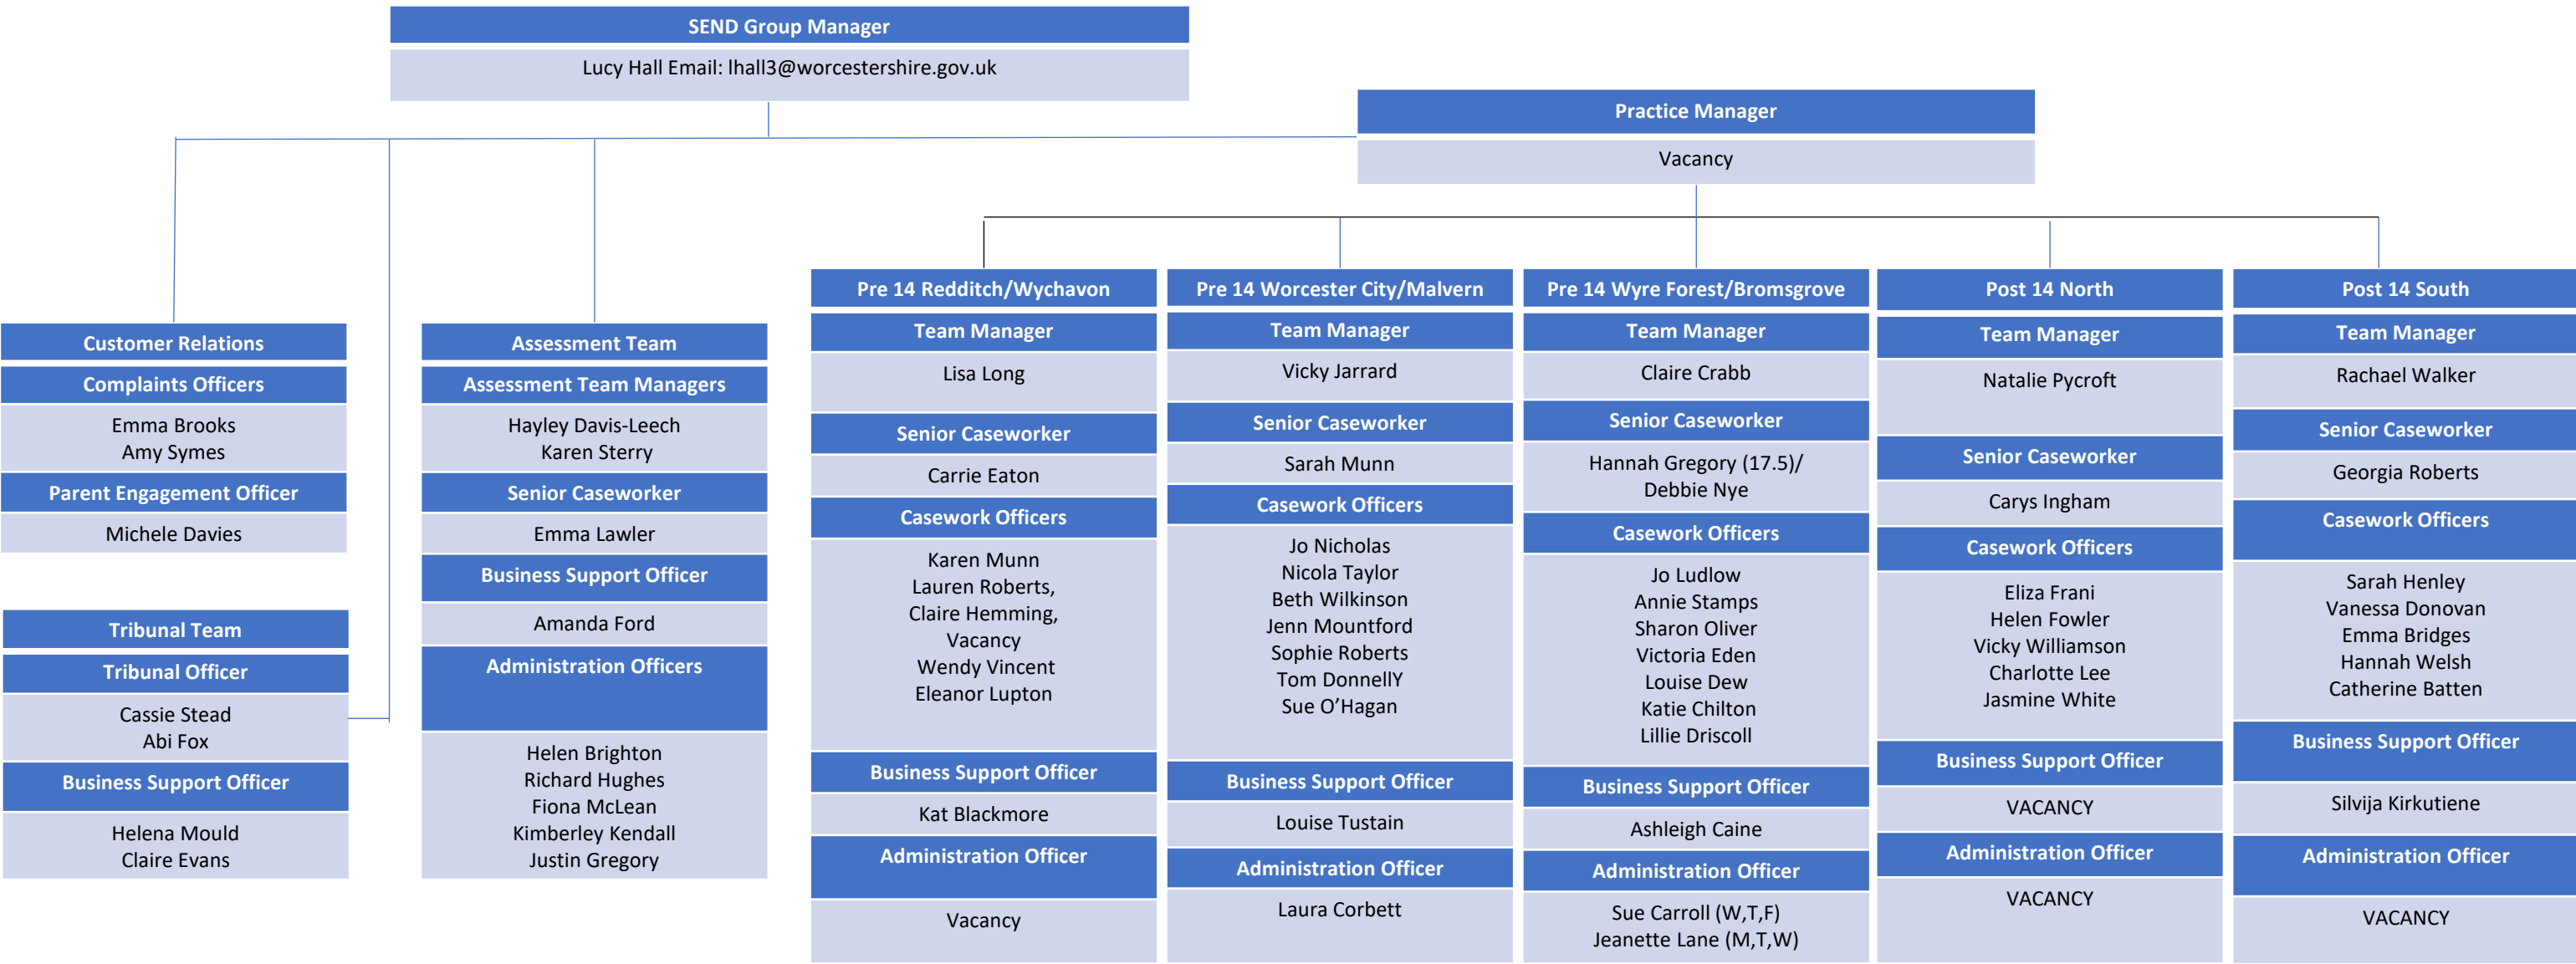 SEND Group Manager
Lucy Hall Email: lhall3@worcestershire.gov.uk
Practice Manager
Vacancy
Customer Relations
Complaints Officers
Emma Brooks
Amy Symes
Parent Engagement Officer
Michele Davies
Tribunal Team
Tribunal Officer
Cassie Stead
Abi Fox
Business Support Officer
Helena Mould
Claire Evans
Assessment Team
Assessment Team Managers
Hayley Davis-Leech
Karen Sterry
Senior Caseworker
Emma Lawler
Business Support Officer
Amanda Ford
Administration Officers
Helen Brighton
Richard Hughes
Fiona McLean
Kimberley Kendall
Justin Gregory
Pre 14 Redditch/Wychavon
Team Manager
Lisa Long
Senior Caseworker
Carrie Eaton
Casework Officers
Karen Munn
Lauren Roberts,
Claire Hemming,
Vacancy
Wendy Vincent
Eleanor Lupton
Business Support Officer
Kat Blackmore
Administration Officer
Vacancy
Pre 14 Worcester City/Malvern
Team Manager
Vicky Jarrard
Senior Caseworker
Sarah Munn
Casework Officers
Jo Nicholas
Nicola Taylor
Beth Wilkinson
Jenn Mountford
Sophie Roberts
Tom DonnellY
Sue O’Hagan
Business Support Officer
Louise Tustain
Administration Officer
Laura Corbett
Pre 14 Wyre Forest/Bromsgrove
Team Manager
Claire Crabb
Senior Caseworker
Hannah Gregory (17.5)/
Debbie Nye
Casework Officers
Jo Ludlow
Annie Stamps
Sharon Oliver
Victoria Eden
Louise Dew
Katie Chilton
Lillie Driscoll
Business Support Officer
Ashleigh Caine
Administration Officer
Sue Carroll (W,T,F)
Jeanette Lane (M,T,W)
Post 14 North
Team Manager
Natalie Pycroft
Senior Caseworker
Carys Ingham
Casework Officers
Eliza Frani
Helen Fowler
Vicky Williamson
Charlotte Lee
Jasmine White
Business Support Officer
VACANCY
Administration Officer
VACANCY
Post 14 South
Team Manager
Rachael Walker
Senior Caseworker
Georgia Roberts
Casework Officers
Sarah Henley
Vanessa Donovan
Emma Bridges
Hannah Welsh
Catherine Batten
Business Support Officer
Silvija Kirkutiene
Administration Officer
VACANCY